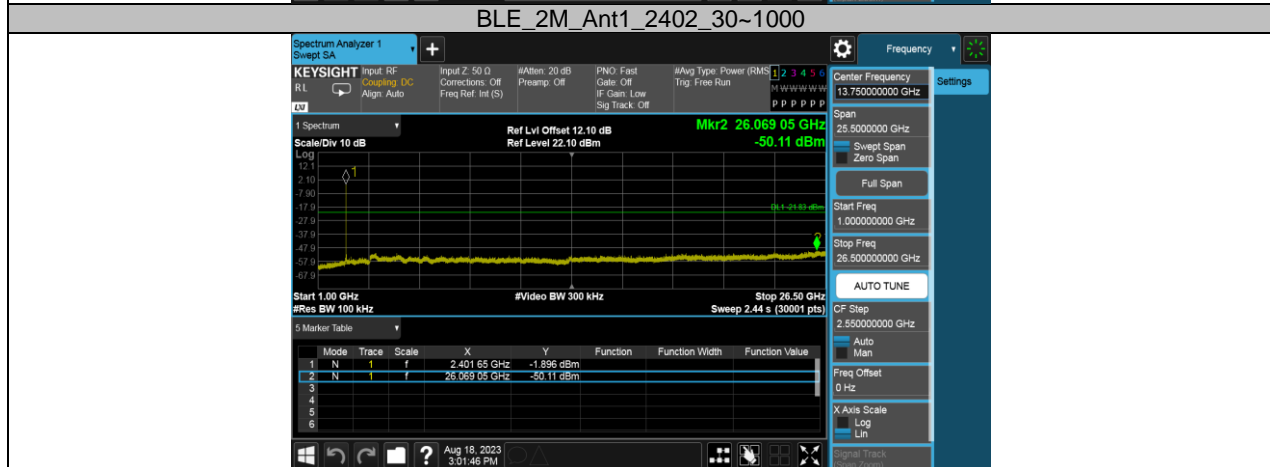 BLE_2M_Ant1_2402_30~1000
Spectrum Analyzer 1
Swept SA
+
Frequency
Settings
KEYSIGHT
RL
LXI
Input: RF
Coupling: DC
Align: Auto
Input Z: 50 Ω
Corrections: Off
Freq Ref: Int (S)
#Atten: 20 dB
Preamp: Off
PNO: Fast
Gate: Off
IF Gain: Low
Sig Track: Off
#Avg Type: Power (RMS
Trig: Free Run
1 2 3 4 5 6
M W W W W W
P P P P P P
1 Spectrum
Scale/Div 10 dB
Ref Lvl Offset 12.10 dB
Ref Level 22.10 dBm
Mkr2 26.069 05 GHz
-50.11 dBm
Log
12.1
2.10
-7.90
-17.9
-27.9
-37.9
-47.9
-57.9
-67.9
1
DL1 -21.83 dBm
2
Start 1.00 GHz
#Res BW 100 kHz
#Video BW 300 kHz
Stop 26.50 GHz
Sweep 2.44 s (30001 pts)
5 Marker Table
Mode Trace Scale X Y Function Function Width Function Value
1 N 1 f 2.401 65 GHz -1.896 dBm
2 N 1 f 26.069 05 GHz -50.11 dBm
3
4
5
6
Center Frequency
13.750000000 GHz
Span
25.5000000 GHz
Swept Span
Zero Span
Full Span
Start Freq
1.000000000 GHz
Stop Freq
26.500000000 GHz
AUTO TUNE
CF Step
2.550000000 GHz
Auto
Man
Freq Offset
0 Hz
X Axis Scale
Log
Lin
Signal Track
(Span Zoom)
?
Aug 18, 2023
3:01:46 PM